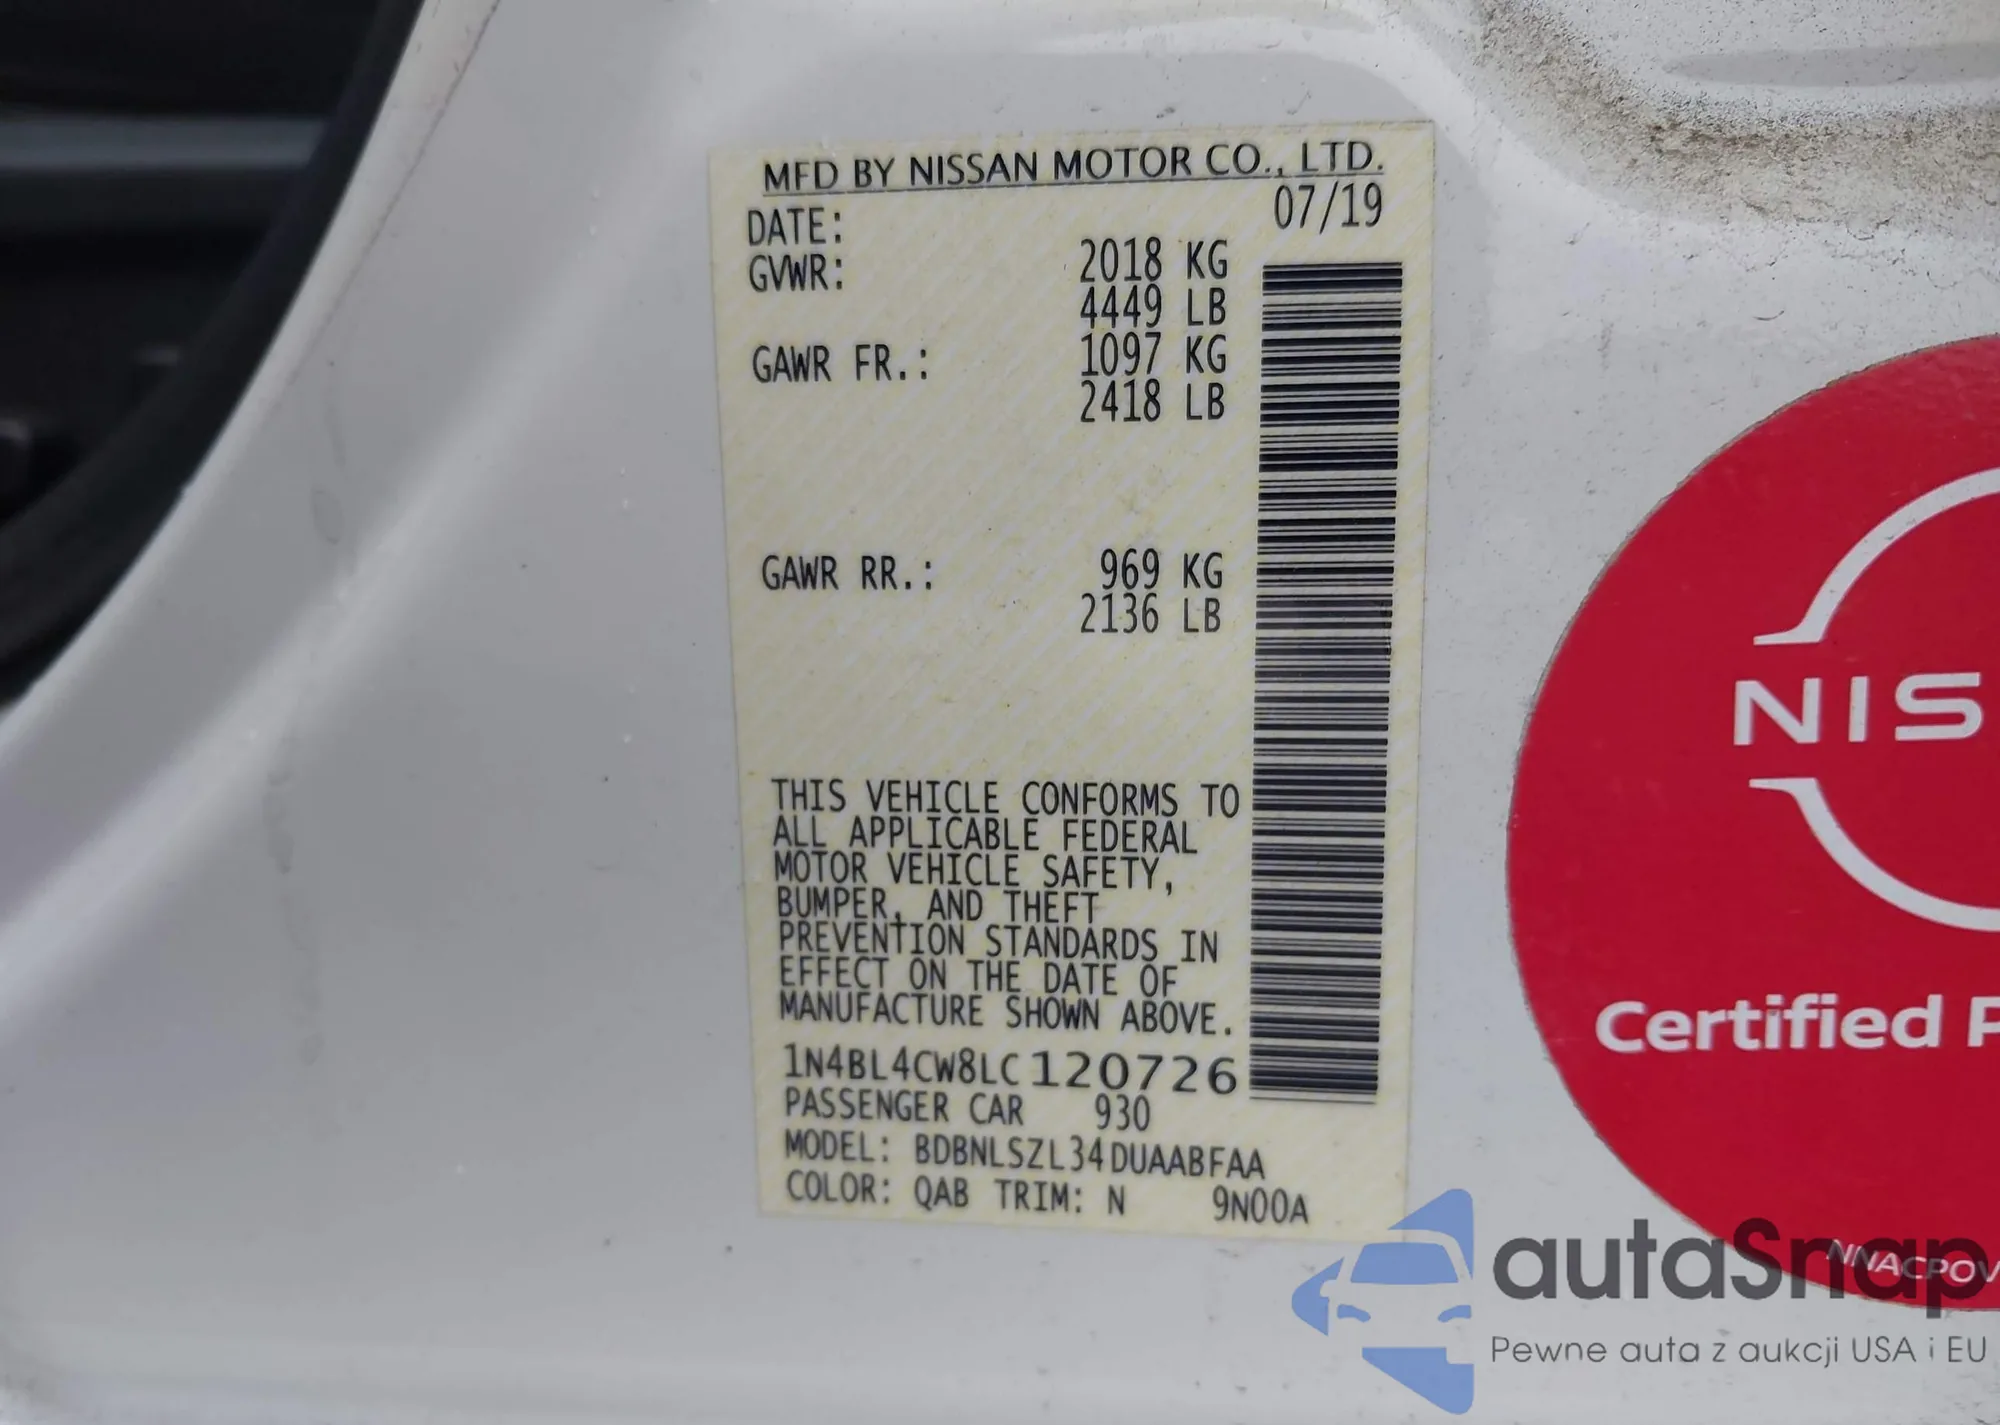 MFD BY NISSAN MOTOR CO., LTD.
DATE: 07/19
GVWR: 2018 KG
4449 LB
GAWR FR.: 1097 KG
2418 LB
GAWR RR.: 969 KG
2136 LB
THIS VEHICLE CONFORMS TO
ALL APPLICABLE FEDERAL
MOTOR VEHICLE SAFETY,
BUMPER, AND THEFT
PREVENTION STANDARDS IN
EFFECT ON THE DATE OF
MANUFACTURE SHOWN ABOVE.
1N4BL4CW8LC120726
PASSENGER CAR 930
MODEL: BDBNLSZL34DUAABFAA
COLOR: QAB TRIM: N 9N00A
NIS
Certified P
NNACPOV
autaSnap
Pewne auta z aukcji USA i EU